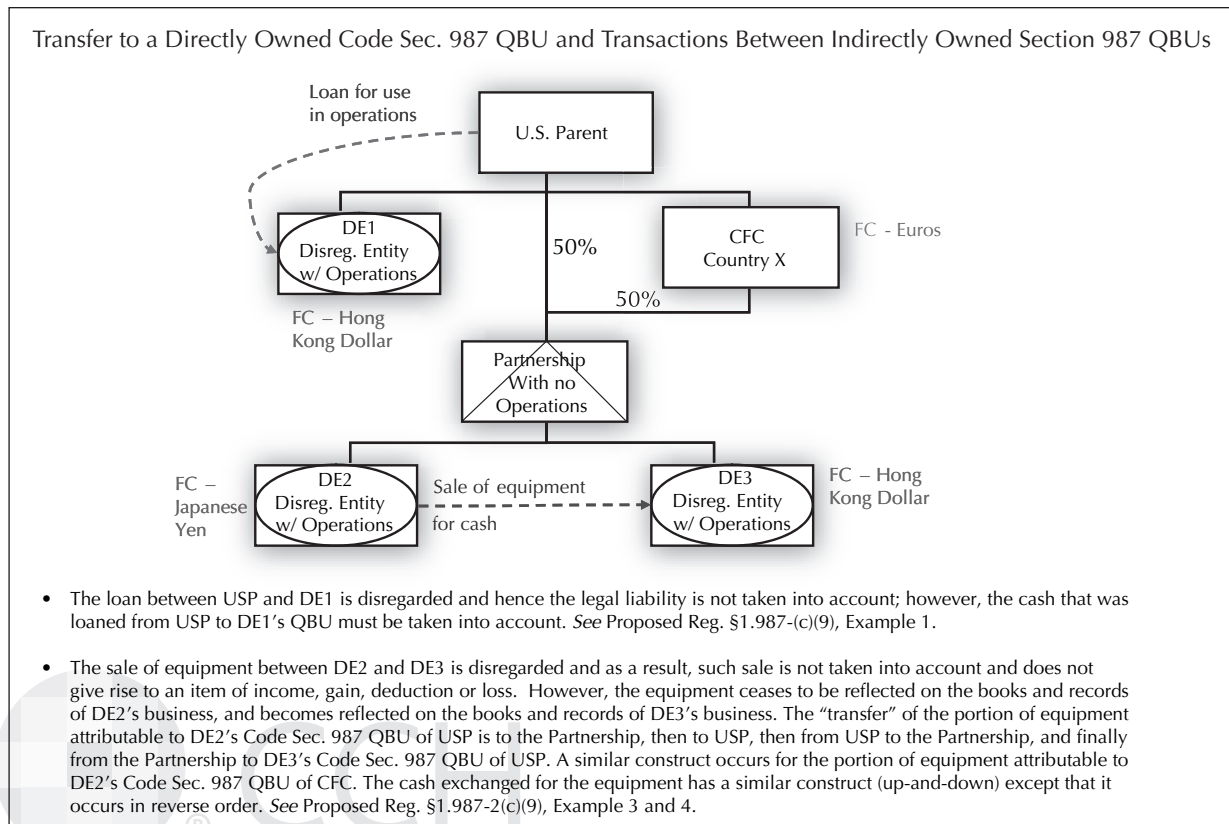 Transfer to a Directly Owned Code Sec. 987 QBU and Transactions Between Indirectly Owned Section 987 QBUs
Loan for use
in operations
U.S. Parent
DE1
Disreg. Entity
w/ Operations
50%
CFC
Country X
FC - Euros
50%
FC – Hong
Kong Dollar
Partnership
With no
Operations
FC –
Japanese
Yen
DE2
Disreg. Entity
w/ Operations
Sale of equipment
for cash
DE3
Disreg. Entity
w/ Operations
FC – Hong
Kong Dollar
• The loan between USP and DE1 is disregarded and hence the legal liability is not taken into account; however, the cash that was
loaned from USP to DE1's QBU must be taken into account. See Proposed Reg. §1.987-(c)(9), Example 1.
• The sale of equipment between DE2 and DE3 is disregarded and as a result, such sale is not taken into account and does not
give rise to an item of income, gain, deduction or loss. However, the equipment ceases to be reflected on the books and records
of DE2's business, and becomes reflected on the books and records of DE3's business. The “transfer” of the portion of equipment
attributable to DE2's Code Sec. 987 QBU of USP is to the Partnership, then to USP, then from USP to the Partnership, and finally
from the Partnership to DE3's Code Sec. 987 QBU of USP. A similar construct occurs for the portion of equipment attributable to
DE2's Code Sec. 987 QBU of CFC. The cash exchanged for the equipment has a similar construct (up-and-down) except that it
occurs in reverse order. See Proposed Reg. §1.987-2(c)(9), Example 3 and 4.
CCH
®